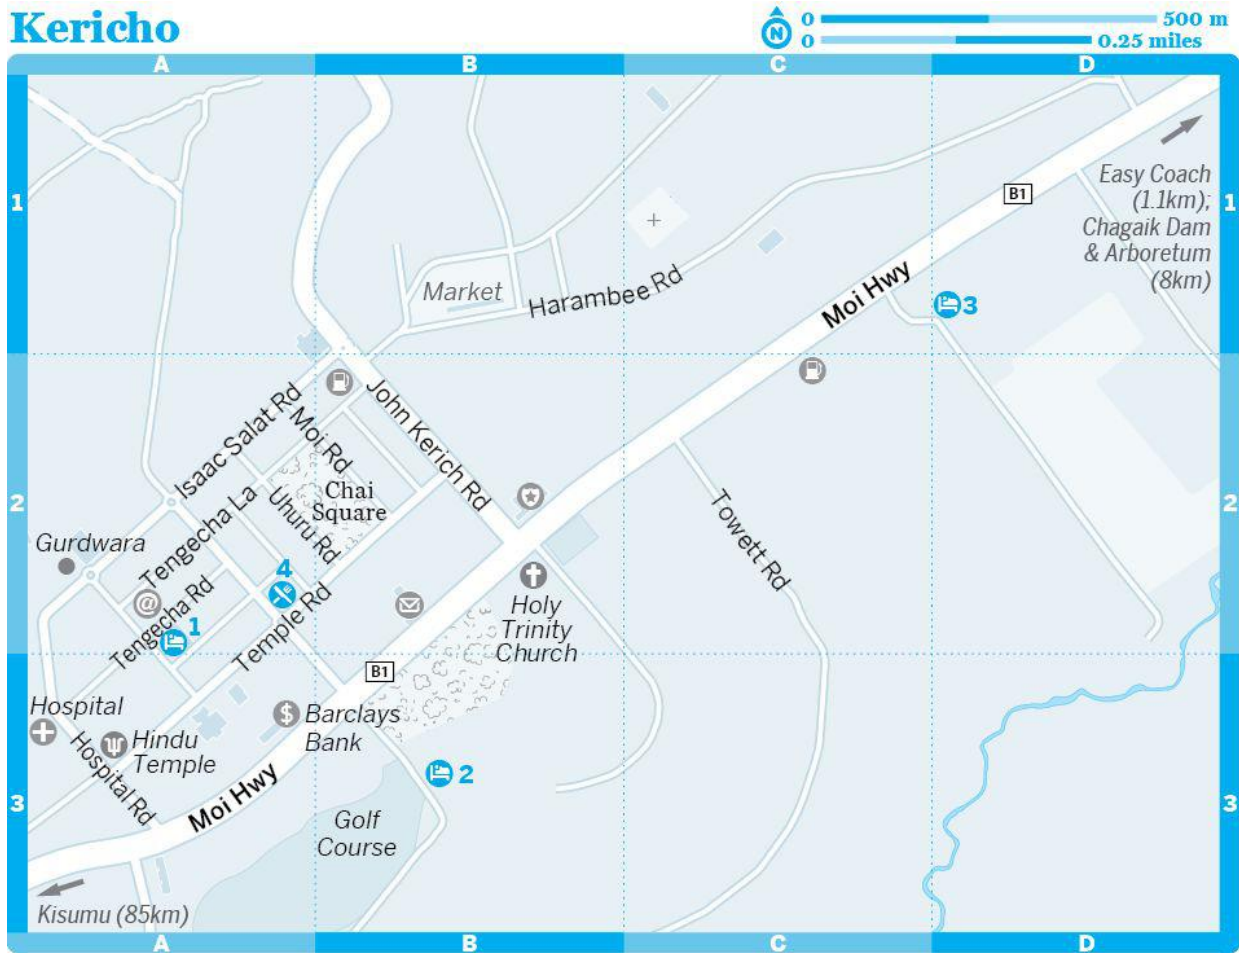 Kericho
N
0 500 m
0 0.25 miles
A B C D
1
1
B1
Easy Coach
(1.1km);
Chagaik Dam
& Arboretum
(8km)
Market
Harambee Rd
Moi Hwy
3
Isaac Salat Rd
Moi Rd
John Kerich Rd
2
2
Chai
Square
Tengecha La
Uhuru Rd
Towett Rd
Gurdwara
4
@
Tengecha Rd
1
Temple Rd
Holy
Trinity
Church
B1
Hospital
$
Barclays
Bank
Hindu
Temple
Hospital Rd
2
Moi Hwy
3
3
Golf
Course
Kisumu (85km)
A B C D